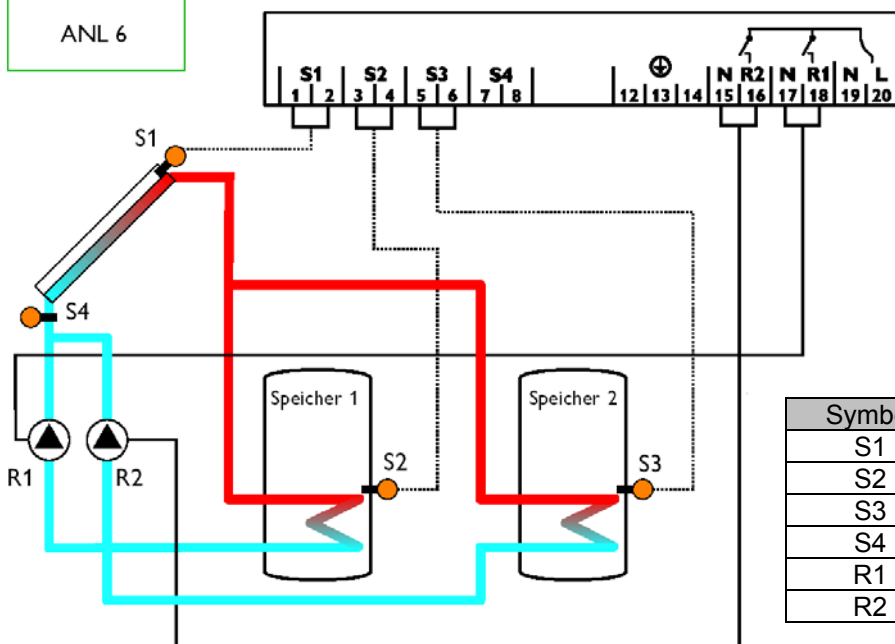 ANL 6
S1 S2 S3 S4 N R2 N R1 N L
1 2 3 4 5 6 7 8 12 13 14 15 16 17 18 19 20
S1
S4
Speicher 1
Speicher 2
R1
R2
S2
S3
Symb
S1
S2
S3
S4
R1
R2